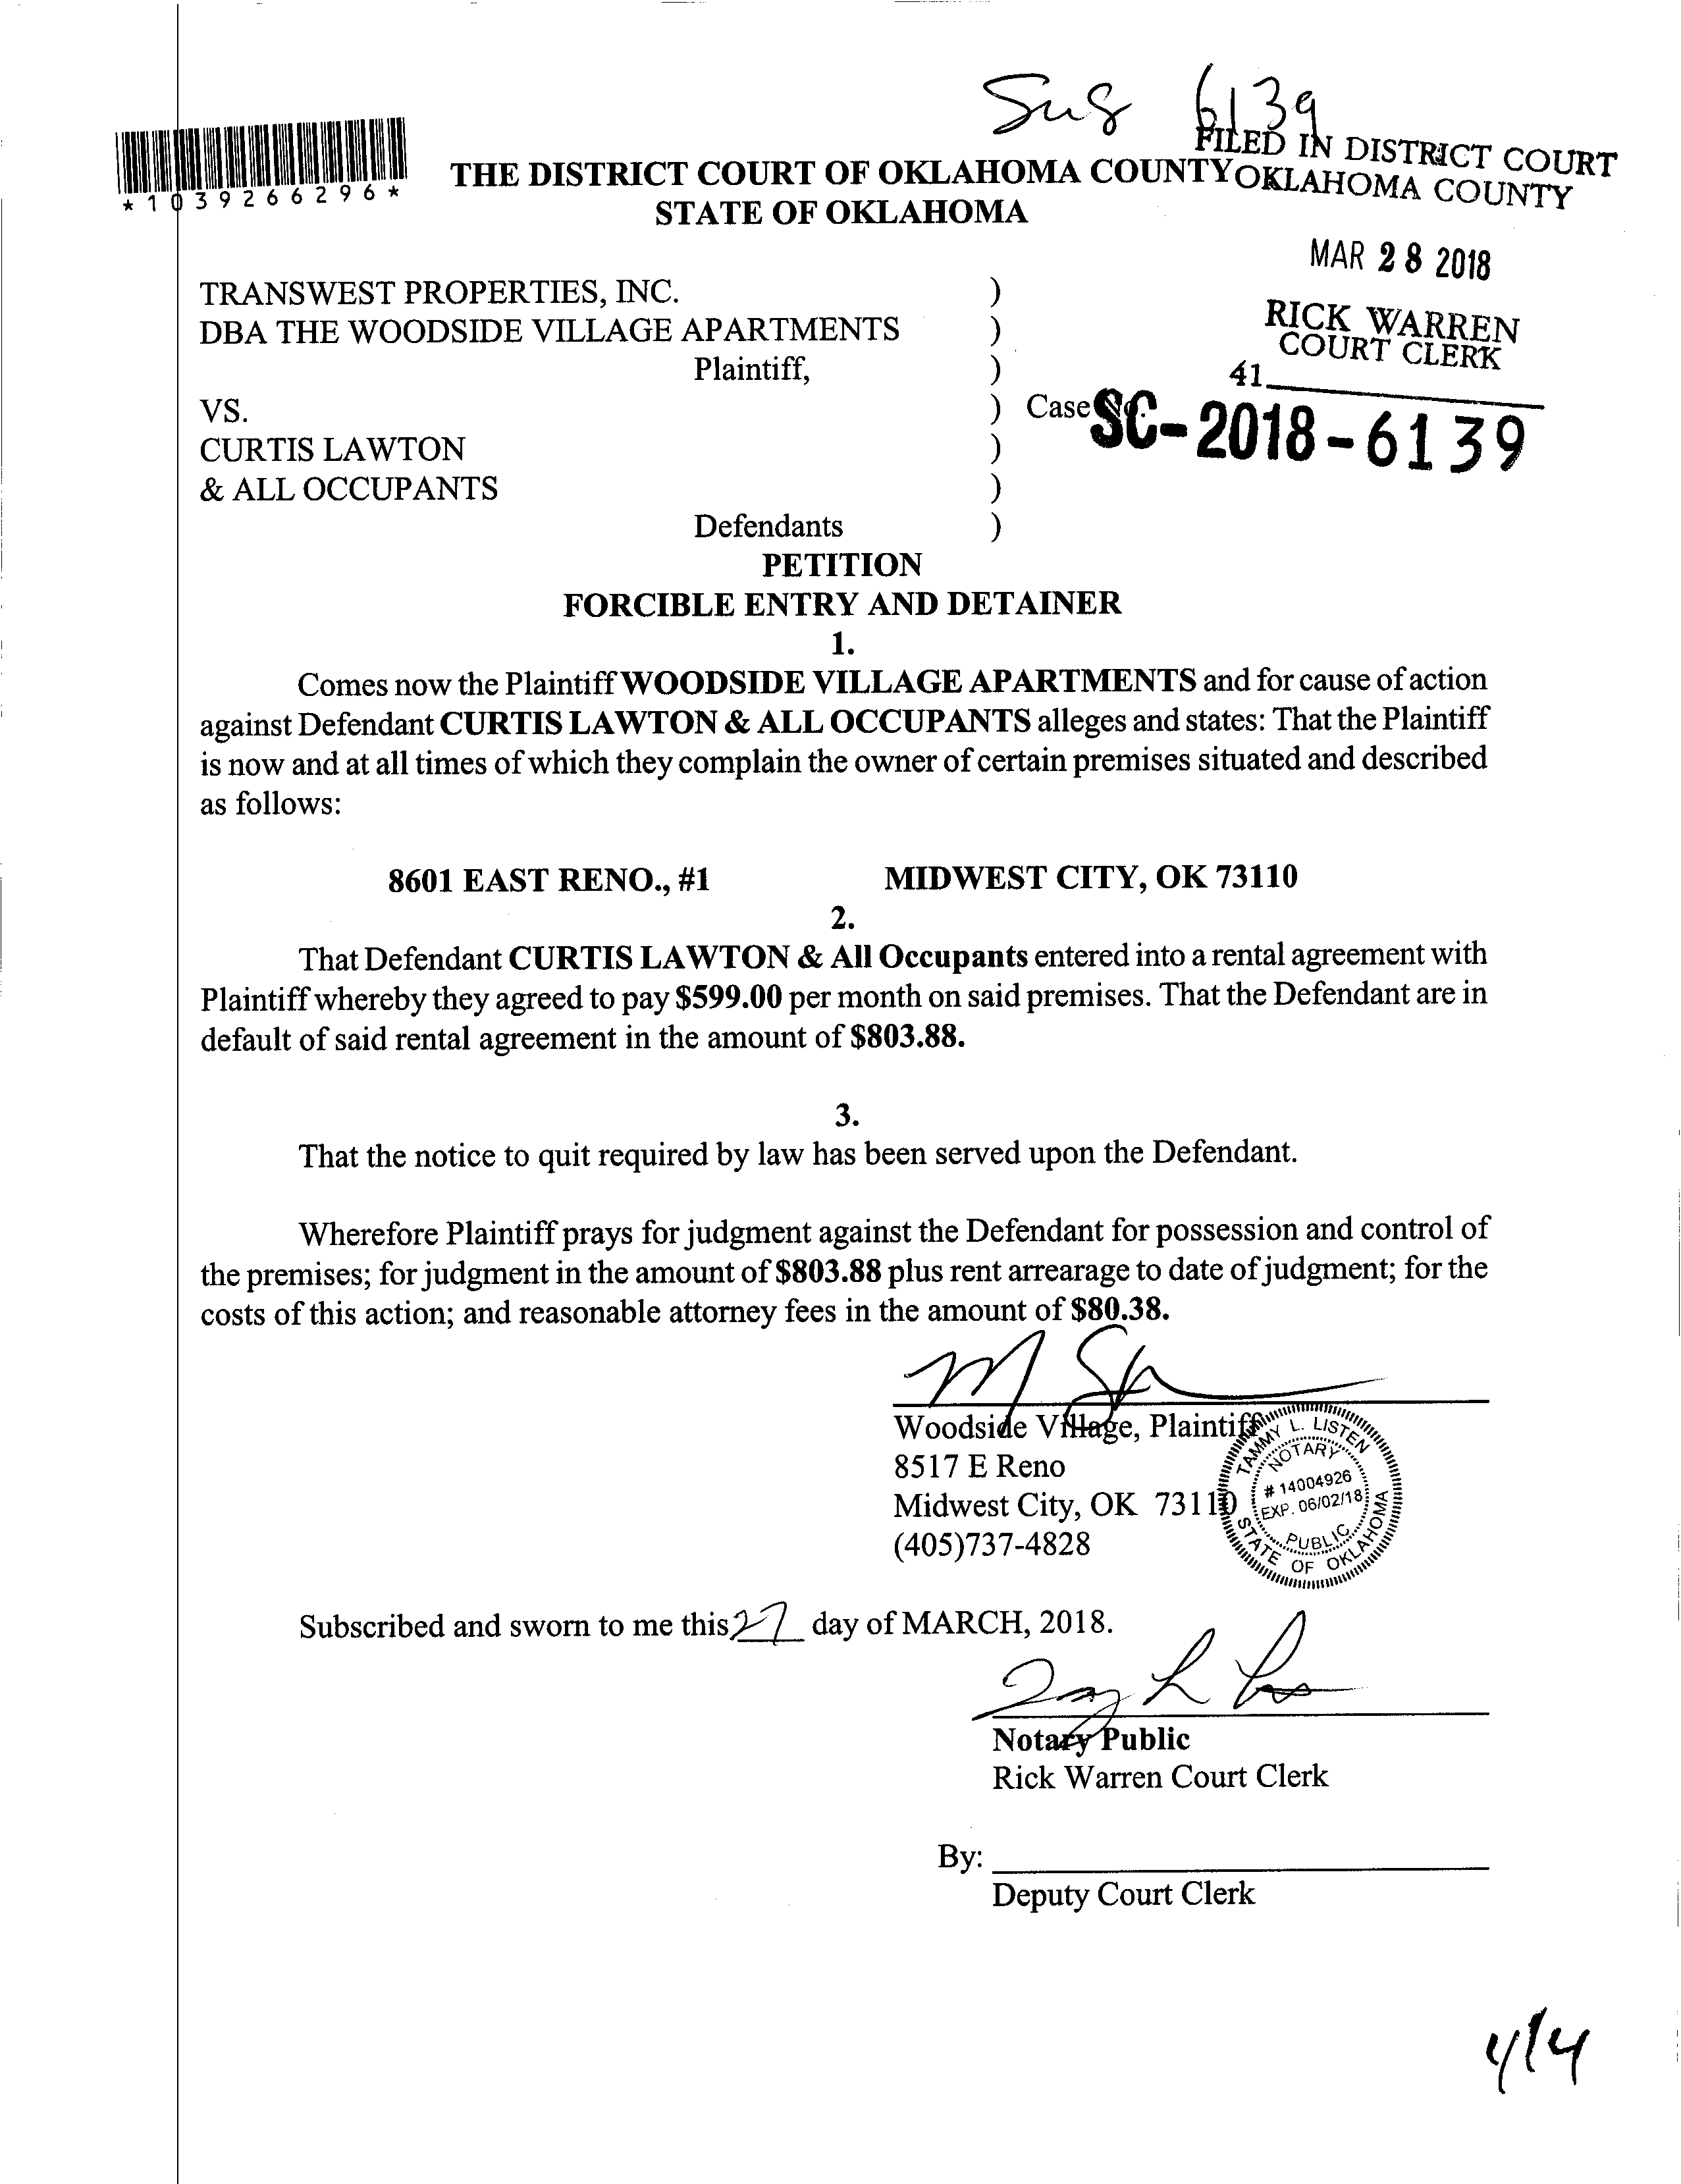 6139
FILED IN DISTRICT COURT
OKLAHOMA COUNTY
*1039266296*
THE DISTRICT COURT OF OKLAHOMA COUNTY
STATE OF OKLAHOMA
MAR 28 2018
RICK WARREN
COURT CLERK
41
TRANSWEST PROPERTIES, INC. )
DBA THE WOODSIDE VILLAGE APARTMENTS )
Plaintiff, )
VS. ) Case No. SC-2018-6139
CURTIS LAWTON )
& ALL OCCUPANTS )
Defendants )
PETITION
FORCIBLE ENTRY AND DETAINER
1.
Comes now the Plaintiff WOODSIDE VILLAGE APARTMENTS and for cause of action
against Defendant CURTIS LAWTON & ALL OCCUPANTS alleges and states: That the Plaintiff
is now and at all times of which they complain the owner of certain premises situated and described
as follows:
8601 EAST RENO., #1 MIDWEST CITY, OK 73110
2.
That Defendant CURTIS LAWTON & All Occupants entered into a rental agreement with
Plaintiff whereby they agreed to pay $599.00 per month on said premises. That the Defendant are in
default of said rental agreement in the amount of $803.88.
3.
That the notice to quit required by law has been served upon the Defendant.
Wherefore Plaintiff prays for judgment against the Defendant for possession and control of
the premises; for judgment in the amount of $803.88 plus rent arrearage to date of judgment; for the
costs of this action; and reasonable attorney fees in the amount of $80.38.
Woodside Village, Plaintiff
8517 E Reno
Midwest City, OK 73110
(405)737-4828
TAMMY L. LISTEN
NOTARY
# 14004926
EXP. 06/02/18
PUBLIC
STATE OF OKLAHOMA
Subscribed and sworn to me this 27 day of MARCH, 2018.
Notary Public
Rick Warren Court Clerk
By:
Deputy Court Clerk
4/4